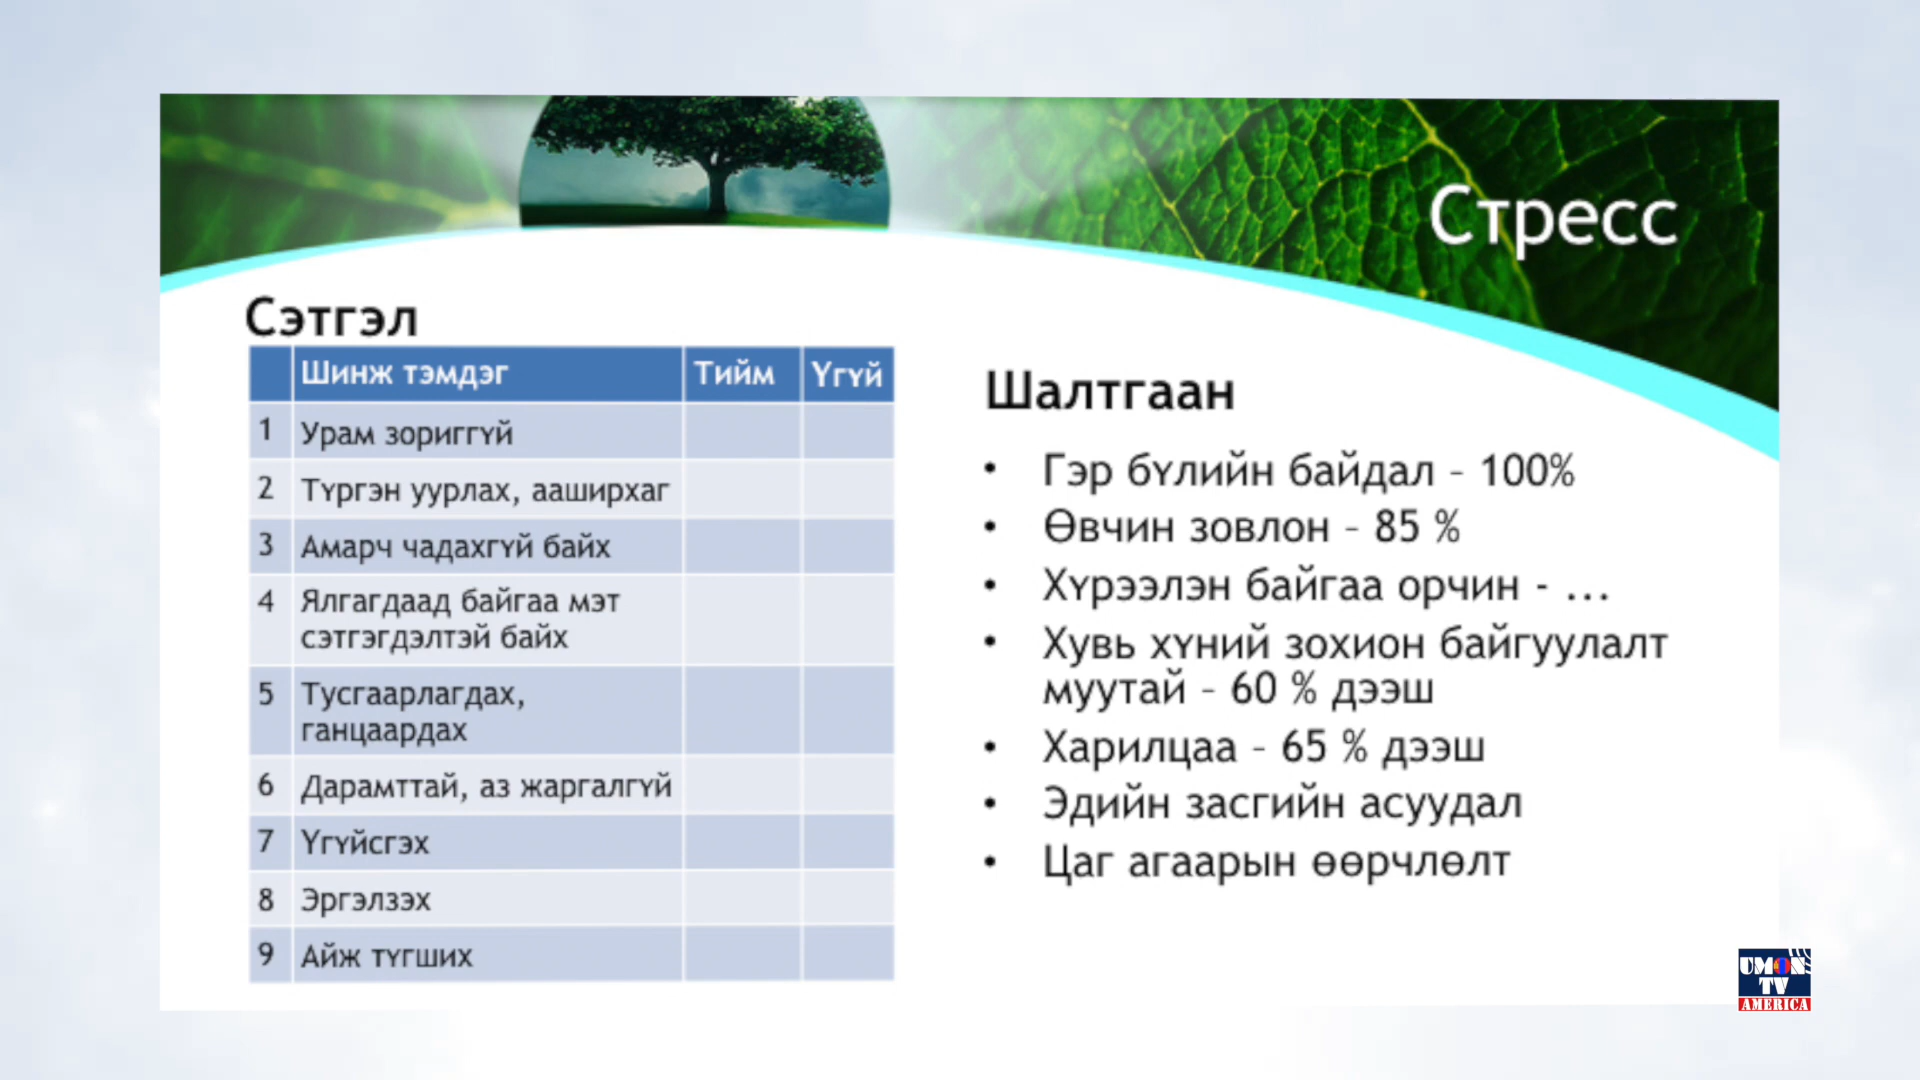 Стресс
Сэтгэл
Шинж тэмдэг Тийм Үгүй
1 Урам зориггүй
2 Түргэн уурлах, ааширхаг
3 Амарч чадахгүй байх
4 Ялгагдаад байгаа мэт
сэтгэгдэлтэй байх
5 Тусгаарлагдах,
ганцаардах
6 Дарамттай, аз жаргалгүй
7 Үгүйсгэх
8 Эргэлзэх
9 Айж түгших
Шалтгаан
• Гэр бүлийн байдал – 100%
• Өвчин зовлон – 85 %
• Хүрээлэн байгаа орчин - ...
• Хувь хүний зохион байгуулалт
муутай – 60 % дээш
• Харилцаа – 65 % дээш
• Эдийн засгийн асуудал
• Цаг агаарын өөрчлөлт
UMON
TV
AMERICA